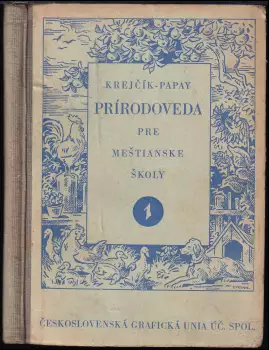 KREJČÍK-PAPAY
PRÍRODOVEDA
PRE
MEŠTIANSKE
ŠKOLY
1
ČESKOSLOVENSKÁ GRAFICKÁ UNIA ÚČ. SPOL.